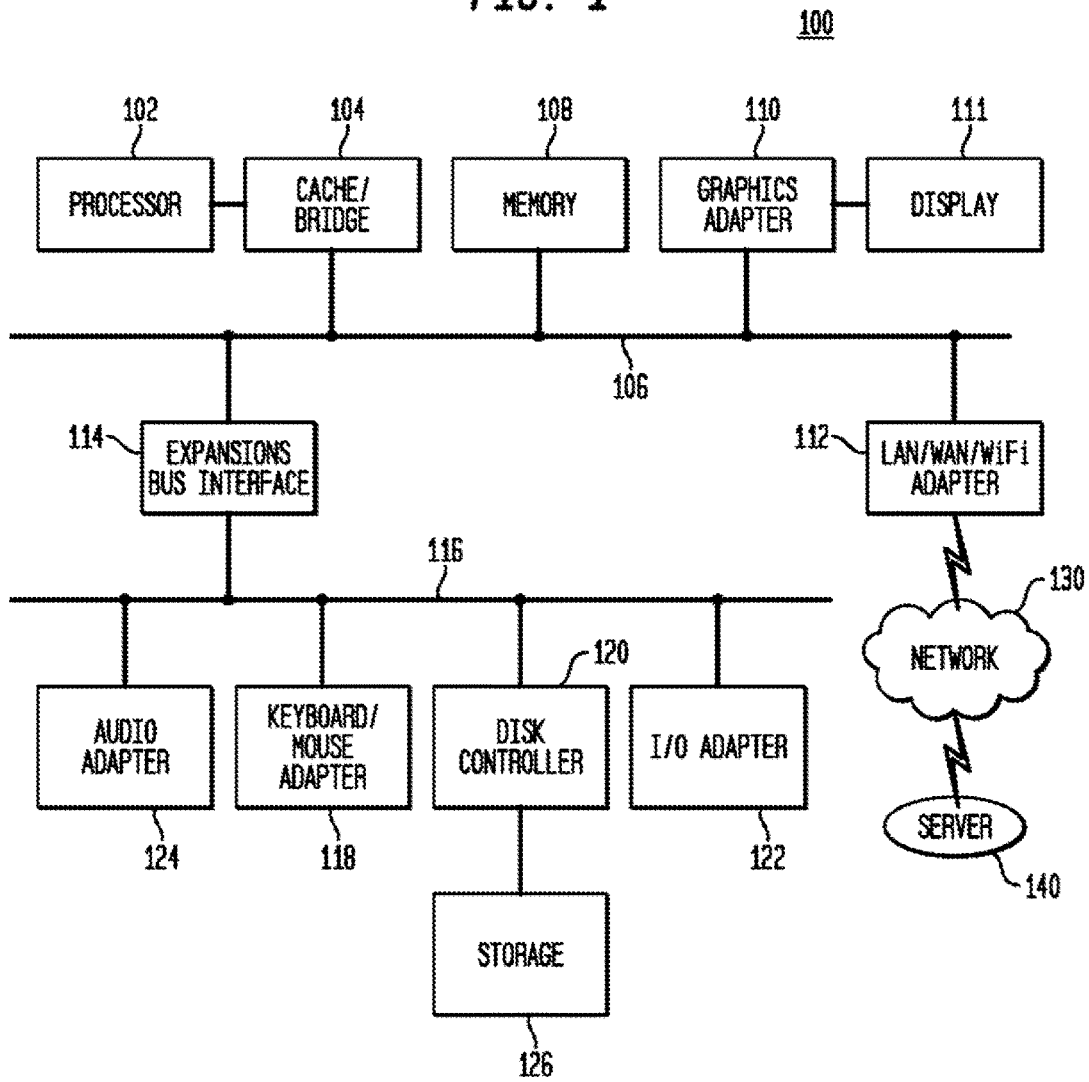 FIG. 1
100
102
104
108
110
111
PROCESSOR
CACHE/
BRIDGE
MEMORY
GRAPHICS
ADAPTER
DISPLAY
106
114
EXPANSIONS
BUS INTERFACE
112
LAN/WAN/WiFi
ADAPTER
116
130
NETWORK
120
AUDIO
ADAPTER
KEYBOARD/
MOUSE
ADAPTER
DISK
CONTROLLER
I/O ADAPTER
124
118
122
SERVER
140
STORAGE
126